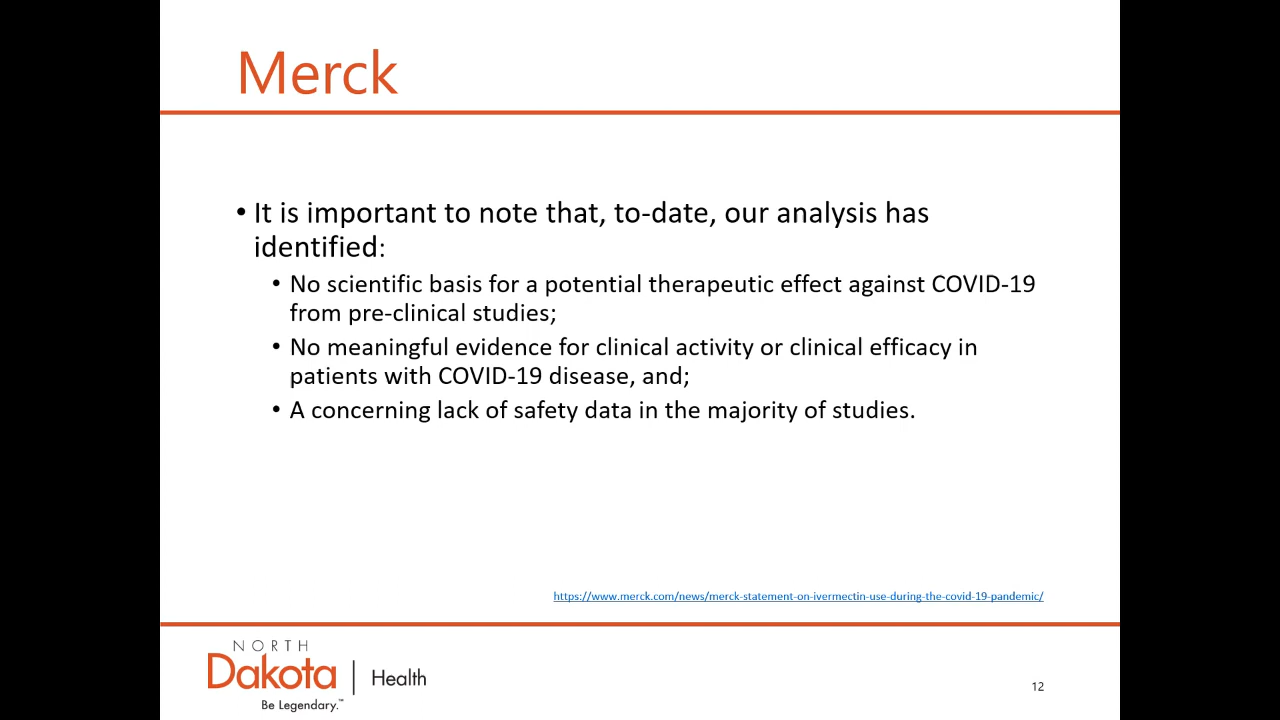 Merck
• It is important to note that, to-date, our analysis has
identified:
• No scientific basis for a potential therapeutic effect against COVID-19
from pre-clinical studies;
• No meaningful evidence for clinical activity or clinical efficacy in
patients with COVID-19 disease, and;
• A concerning lack of safety data in the majority of studies.
https://www.merck.com/news/merck-statement-on-ivermectin-use-during-the-covid-19-pandemic/
NORTH
Dakota | Health
Be Legendary.™
12